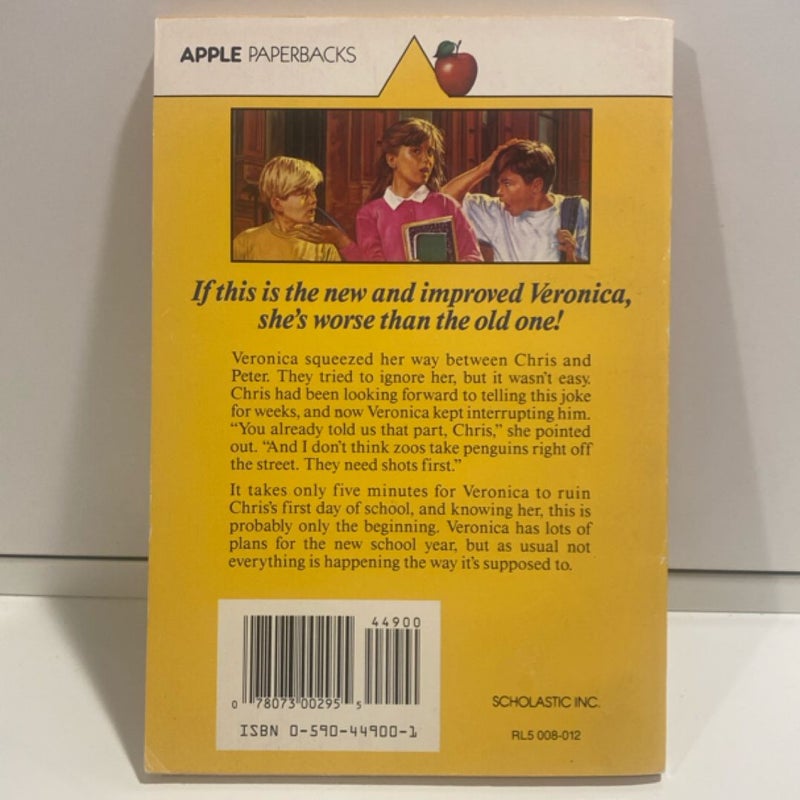 APPLE PAPERBACKS
If this is the new and improved Veronica,
she's worse than the old one!
Veronica squeezed her way between Chris and
Peter. They tried to ignore her, but it wasn't easy.
Chris had been looking forward to telling this joke
for weeks, and now Veronica kept interrupting him.
"You already told us that part, Chris," she pointed
out. "And I don't think zoos take penguins right off
the street. They need shots first."
It takes only five minutes for Veronica to ruin
Chris's first day of school, and knowing her, this is
probably only the beginning. Veronica has lots of
plans for the new school year, but as usual not
everything is happening the way it's supposed to.
44900
0 78073 00295 5
ISBN 0-590-44900-1
SCHOLASTIC INC.
RL5 008-012